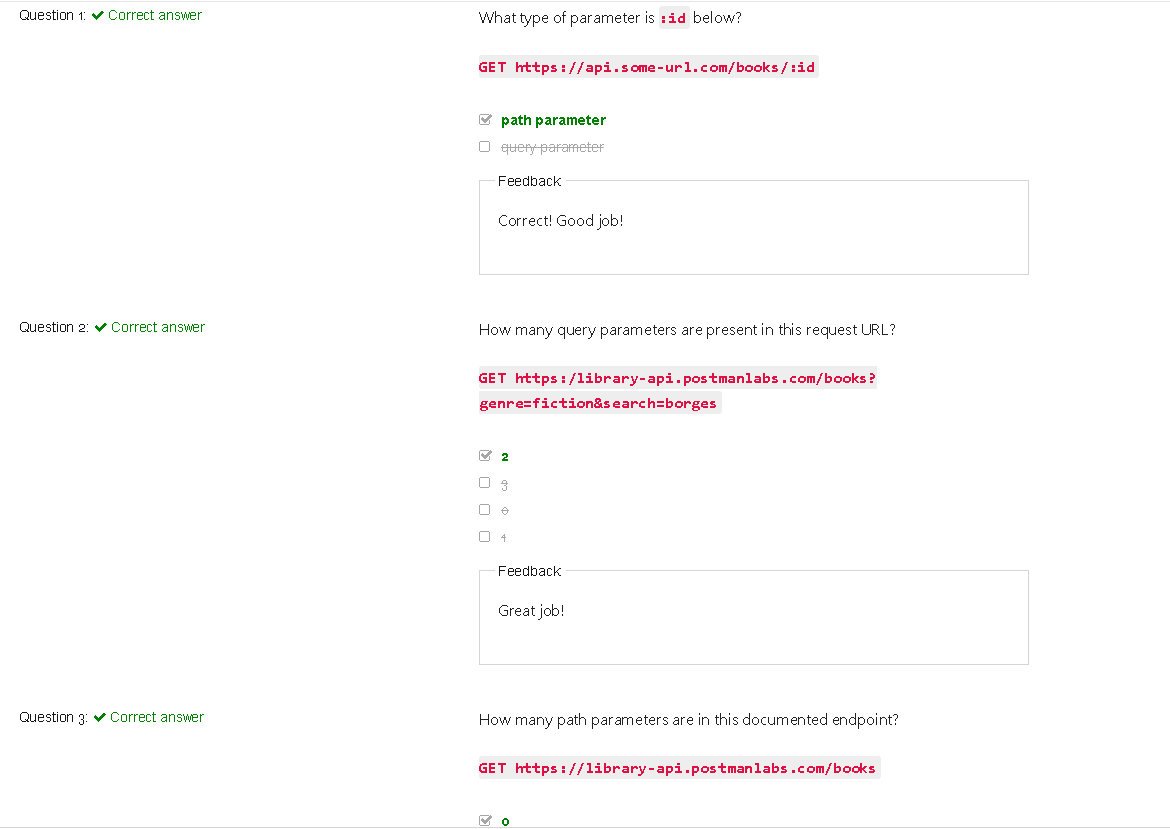 Question 1: ✔ Correct answer
What type of parameter is :id below?
GET https://api.some-url.com/books/:id
path parameter
query parameter
Feedback
Correct! Good job!
Question 2: ✔ Correct answer
How many query parameters are present in this request URL?
GET https:/library-api.postmanlabs.com/books?
genre=fiction&search=borges
2
3
0
1
Feedback
Great job!
Question 3: ✔ Correct answer
How many path parameters are in this documented endpoint?
GET https://library-api.postmanlabs.com/books
0